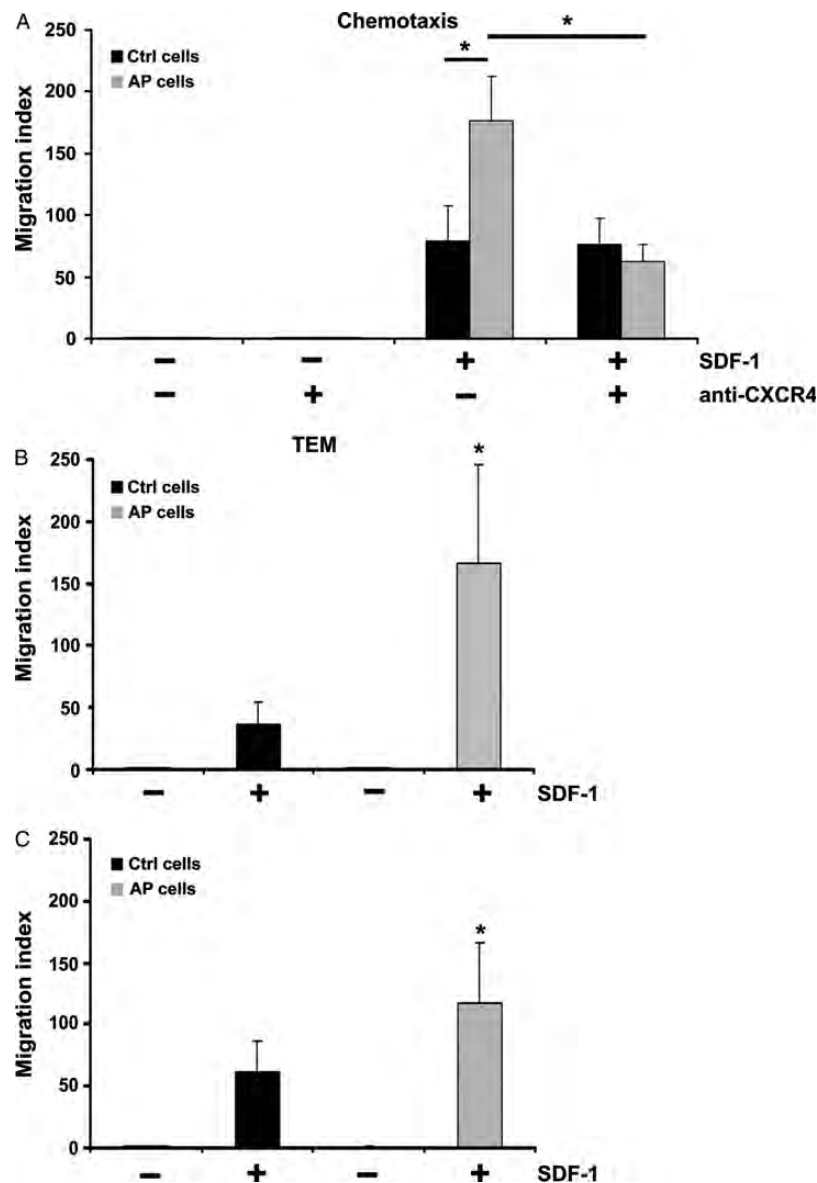 A
Chemotaxis
250
200
150
100
50
0
Migration index
Ctrl cells
AP cells
*
*
− − + + SDF-1
− + − + anti-CXCR4
B
TEM
250
200
150
100
50
0
Migration index
Ctrl cells
AP cells
*
− + − + SDF-1
C
250
200
150
100
50
0
Migration index
Ctrl cells
AP cells
*
− + − + SDF-1